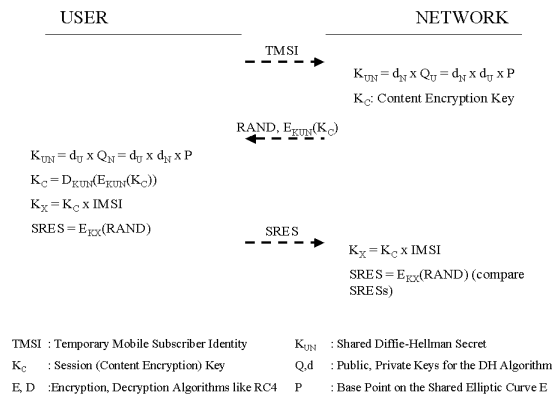 USER NETWORK
TMSI
K_UN = d_N x Q_U = d_N x d_U x P
K_C: Content Encryption Key
RAND, E_KUN(K_C)
K_UN = d_U x Q_N = d_U x d_N x P
K_C = D_KUN(E_KUN(K_C))
K_X = K_C x IMSI
SRES = E_KX(RAND)
SRES
K_X = K_C x IMSI
SRES = E_KX(RAND) (compare
SRESs)
TMSI : Temporary Mobile Subscriber Identity K_UN : Shared Diffie-Hellman Secret
K_C : Session (Content Encryption) Key Q,d : Public, Private Keys for the DH Algorithm
E, D :Encryption, Decryption Algorithms like RC4 P : Base Point on the Shared Elliptic Curve E